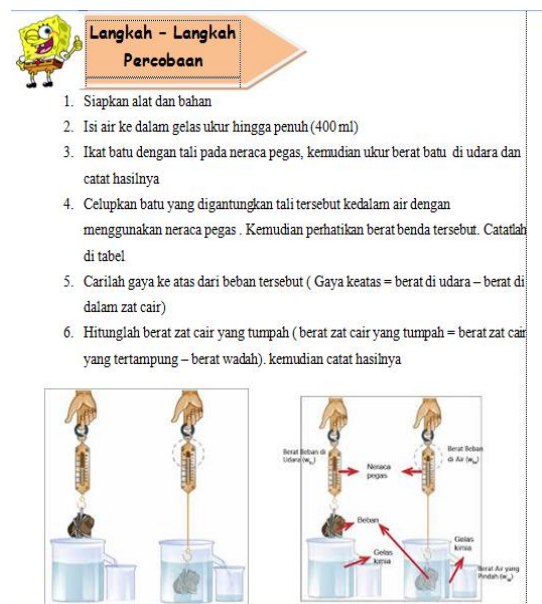 Langkah – Langkah
Percobaan
1. Siapkan alat dan bahan
2. Isi air ke dalam gelas ukur hingga penuh (400 ml)
3. Ikat batu dengan tali pada neraca pegas, kemudian ukur berat batu di udara dan
catat hasilnya
4. Celupkan batu yang digantungkan tali tersebut kedalam air dengan
menggunakan neraca pegas . Kemudian perhatikan berat benda tersebut. Catatlah
di tabel
5. Carilah gaya ke atas dari beban tersebut ( Gaya keatas = berat di udara – berat di
dalam zat cair)
6. Hitunglah berat zat cair yang tumpah ( berat zat cair yang tumpah = berat zat cair
yang tertampung – berat wadah). kemudian catat hasilnya
Berat Beban di
Udara
Neraca
pegas
Berat Beban
di Air
Beban
Gelas
kimia
Gelas
kimia
Berat Air yang
Pindah